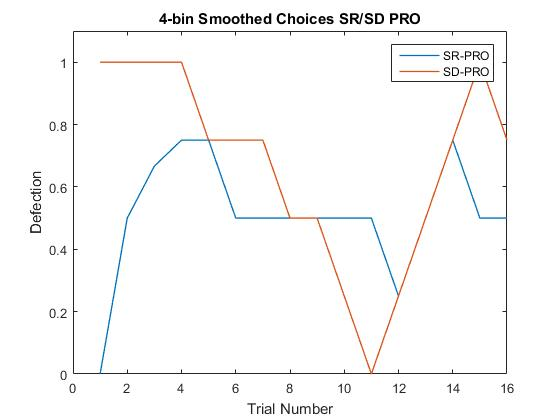 4-bin Smoothed Choices SR/SD PRO
SR-PRO
SD-PRO
1
0.8
0.6
0.4
0.2
0
Defection
0 2 4 6 8 10 12 14 16
Trial Number